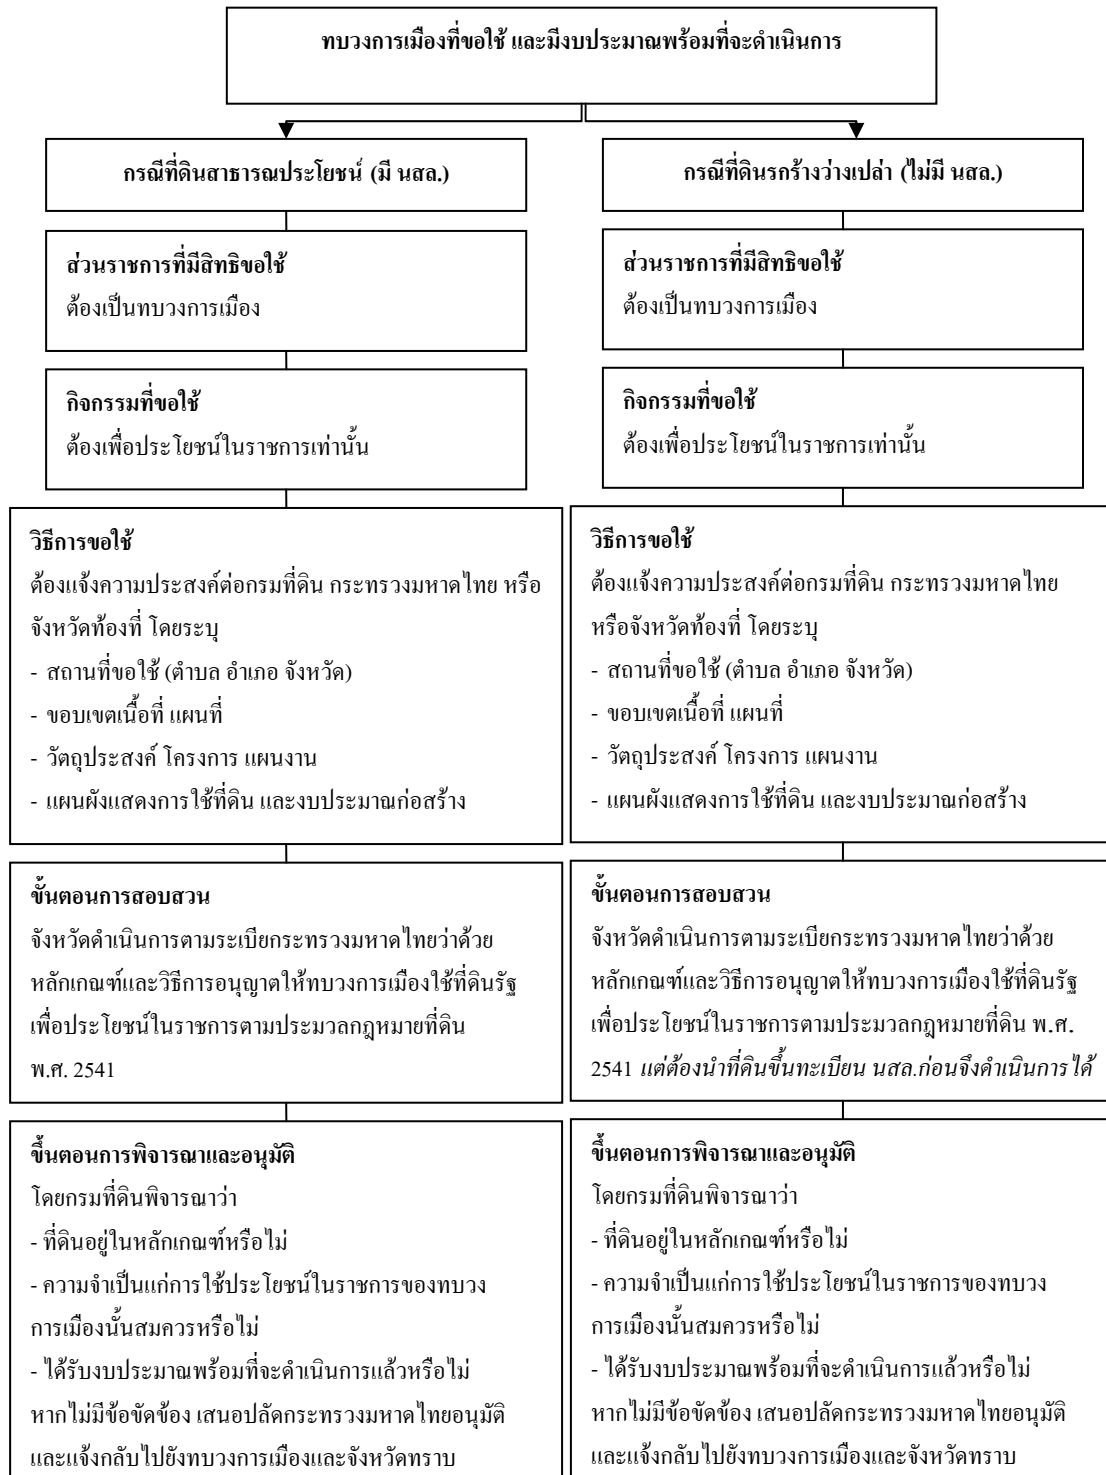 ทบวงการเมืองที่ขอใช้ และมีงบประมาณพร้อมที่จะดำเนินการ
กรณีที่ดินสาธารณประโยชน์ (มี นสล.)
ส่วนราชการที่มีสิทธิขอใช้
ต้องเป็นทบวงการเมือง
กิจกรรมที่ขอใช้
ต้องเพื่อประโยชน์ในราชการเท่านั้น
วิธีการขอใช้
ต้องแจ้งความประสงค์ต่อกรมที่ดิน กระทรวงมหาดไทย หรือ
จังหวัดท้องที่ โดยระบุ
- สถานที่ขอใช้ (ตำบล อำเภอ จังหวัด)
- ขอบเขตเนื้อที่ แผนที่
- วัตถุประสงค์ โครงการ แผนงาน
- แผนผังแสดงการใช้ที่ดิน และงบประมาณก่อสร้าง
ขั้นตอนการสอบสวน
จังหวัดดำเนินการตามระเบียกระทรวงมหาดไทยว่าด้วย
หลักเกณฑ์และวิธีการอนุญาตให้ทบวงการเมืองใช้ที่ดินรัฐ
เพื่อประโยชน์ในราชการตามประมวลกฎหมายที่ดิน
พ.ศ. 2541
ขึ้นตอนการพิจารณาและอนุมัติ
โดยกรมที่ดินพิจารณาว่า
- ที่ดินอยู่ในหลักเกณฑ์หรือไม่
- ความจำเป็นแก่การใช้ประโยชน์ในราชการของทบวง
การเมืองนั้นสมควรหรือไม่
- ได้รับงบประมาณพร้อมที่จะดำเนินการแล้วหรือไม่
หากไม่มีข้อขัดข้อง เสนอปลัดกระทรวงมหาดไทยอนุมัติ
และแจ้งกลับไปยังทบวงการเมืองและจังหวัดทราบ
กรณีที่ดินรกร้างว่างเปล่า (ไม่มี นสล.)
ส่วนราชการที่มีสิทธิขอใช้
ต้องเป็นทบวงการเมือง
กิจกรรมที่ขอใช้
ต้องเพื่อประโยชน์ในราชการเท่านั้น
วิธีการขอใช้
ต้องแจ้งความประสงค์ต่อกรมที่ดิน กระทรวงมหาดไทย
หรือจังหวัดท้องที่ โดยระบุ
- สถานที่ขอใช้ (ตำบล อำเภอ จังหวัด)
- ขอบเขตเนื้อที่ แผนที่
- วัตถุประสงค์ โครงการ แผนงาน
- แผนผังแสดงการใช้ที่ดิน และงบประมาณก่อสร้าง
ขั้นตอนการสอบสวน
จังหวัดดำเนินการตามระเบียกระทรวงมหาดไทยว่าด้วย
หลักเกณฑ์และวิธีการอนุญาตให้ทบวงการเมืองใช้ที่ดินรัฐ
เพื่อประโยชน์ในราชการตามประมวลกฎหมายที่ดิน พ.ศ.
2541 แต่ต้องนำที่ดินขึ้นทะเบียน นสล.ก่อนจึงดำเนินการได้
ขึ้นตอนการพิจารณาและอนุมัติ
โดยกรมที่ดินพิจารณาว่า
- ที่ดินอยู่ในหลักเกณฑ์หรือไม่
- ความจำเป็นแก่การใช้ประโยชน์ในราชการของทบวง
การเมืองนั้นสมควรหรือไม่
- ได้รับงบประมาณพร้อมที่จะดำเนินการแล้วหรือไม่
หากไม่มีข้อขัดข้อง เสนอปลัดกระทรวงมหาดไทยอนุมัติ
และแจ้งกลับไปยังทบวงการเมืองและจังหวัดทราบ